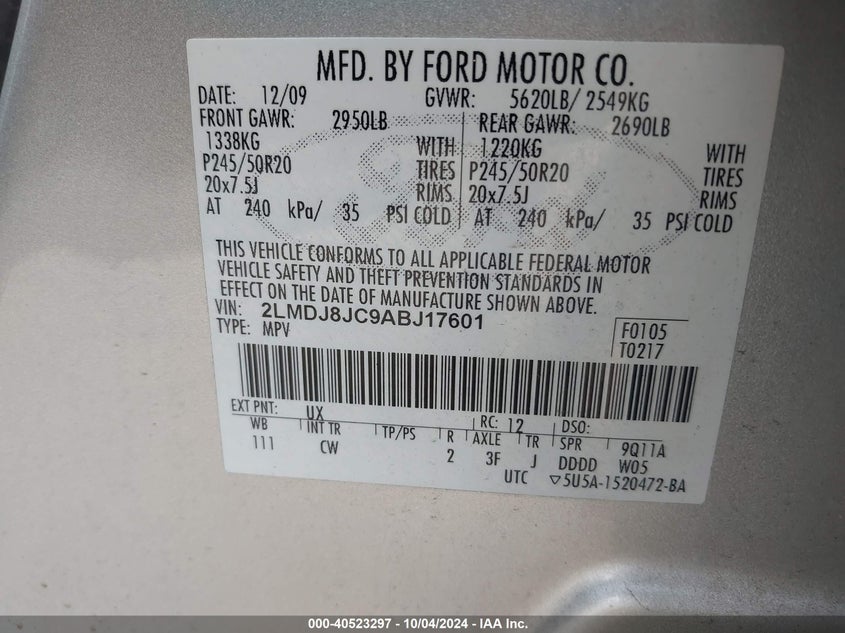 MFD. BY FORD MOTOR CO.
DATE: 12/09 GVWR: 5620LB/ 2549KG
FRONT GAWR: 2950LB REAR GAWR: 2690LB
1338KG WITH 1220KG WITH
P245/50R20 TIRES P245/50R20 TIRES
20x7.5J RIMS 20x7.5J RIMS
AT 240 kPa/ 35 PSI COLD AT 240 kPa/ 35 PSI COLD
THIS VEHICLE CONFORMS TO ALL APPLICABLE FEDERAL MOTOR
VEHICLE SAFETY AND THEFT PREVENTION STANDARDS IN
EFFECT ON THE DATE OF MANUFACTURE SHOWN ABOVE.
VIN: 2LMDJ8JC9ABJ17601
TYPE: MPV F0105
T0217
EXT PNT: UX RC: 12 DSO:
WB INT TR TP/PS R AXLE TR SPR 9Q11A
111 CW 2 3F J DDDD W05
UTC ▽5U5A-1520472-BA
000-40523297 - 10/04/2024 - IAA Inc.